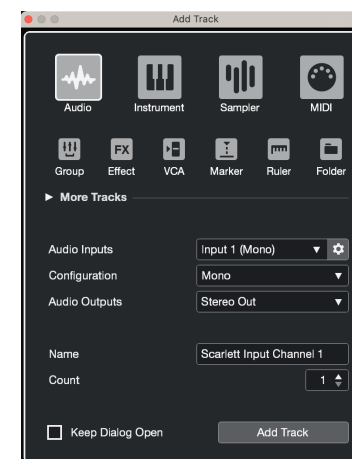 Add Track
Audio Instrument Sampler MIDI
FX
Group Effect VCA Marker Ruler Folder
More Tracks
Audio Inputs Input 1 (Mono)
Configuration Mono
Audio Outputs Stereo Out
Name Scarlett Input Channel 1
Count 1
Keep Dialog Open Add Track